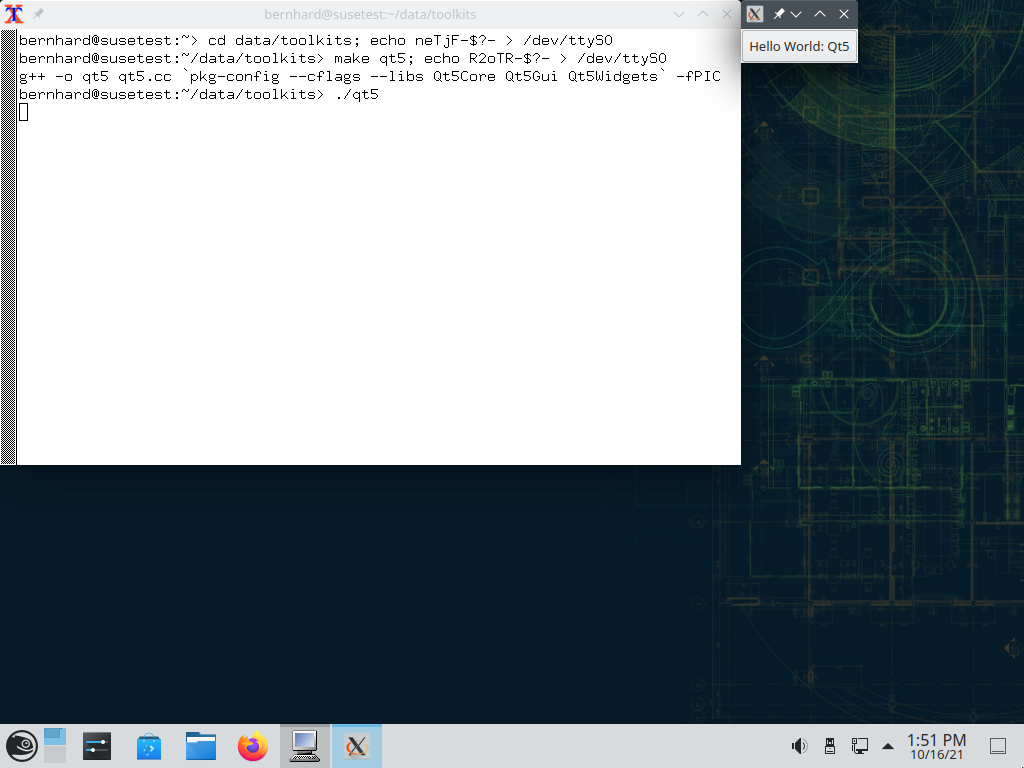 bernhard@susetest:~/data/toolkits
bernhard@susetest:~> cd data/toolkits; echo neTjF-$?- > /dev/ttyS0
bernhard@susetest:~/data/toolkits> make qt5; echo R2oTR-$?- > /dev/ttyS0
g++ -o qt5 qt5.cc `pkg-config --cflags --libs Qt5Core Qt5Gui Qt5Widgets` -fPIC
bernhard@susetest:~/data/toolkits> ./qt5
Hello World: Qt5
1:51 PM
10/16/21